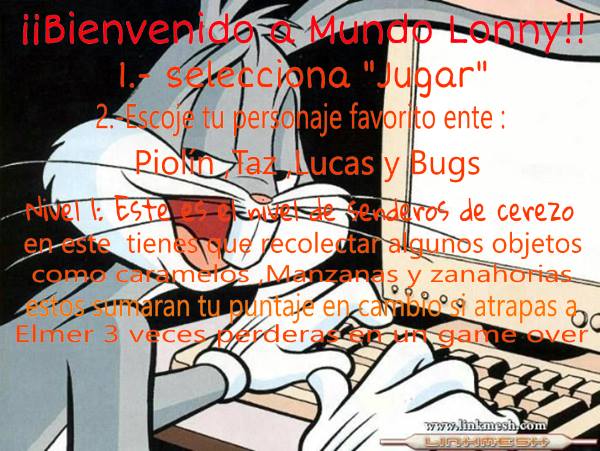 ¡¡Bienvenido a Mundo Lonny!!
1.- selecciona "Jugar"
2.-Escoje tu personaje favorito ente :
Piolín ,Taz ,Lucas y Bugs
Nivel 1: Este es el nivel de senderos de cerezo
en este tienes que recolectar algunos objetos
como caramelos ,Manzanas y zanahorias
estos sumaran tu puntaje en cambio si atrapas a
Elmer 3 veces perderas en un game over
www.linkmesh.com
LINKMESH